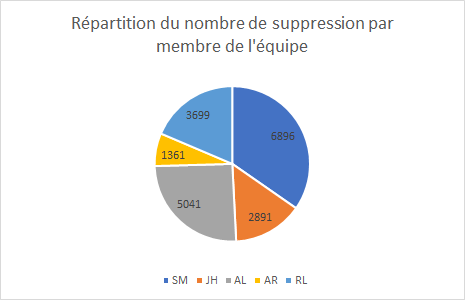 Répartition du nombre de suppression par
membre de l'équipe
3699
6896
1361
5041
2891
SM JH AL AR RL